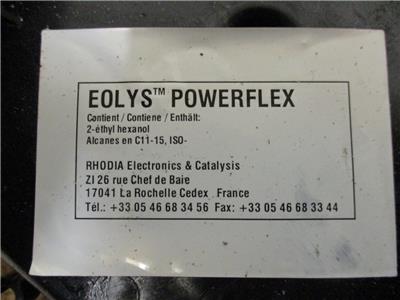 EOLYS™ POWERFLEX
Contient / Contiene / Enthält:
2-éthyl hexanol
Alcanes en C11-15, ISO-
RHODIA Electronics & Catalysis
ZI 26 rue Chef de Baie
17041 La Rochelle Cedex France
Tél.: +33 05 46 68 34 56 Fax: +33 05 46 68 33 44